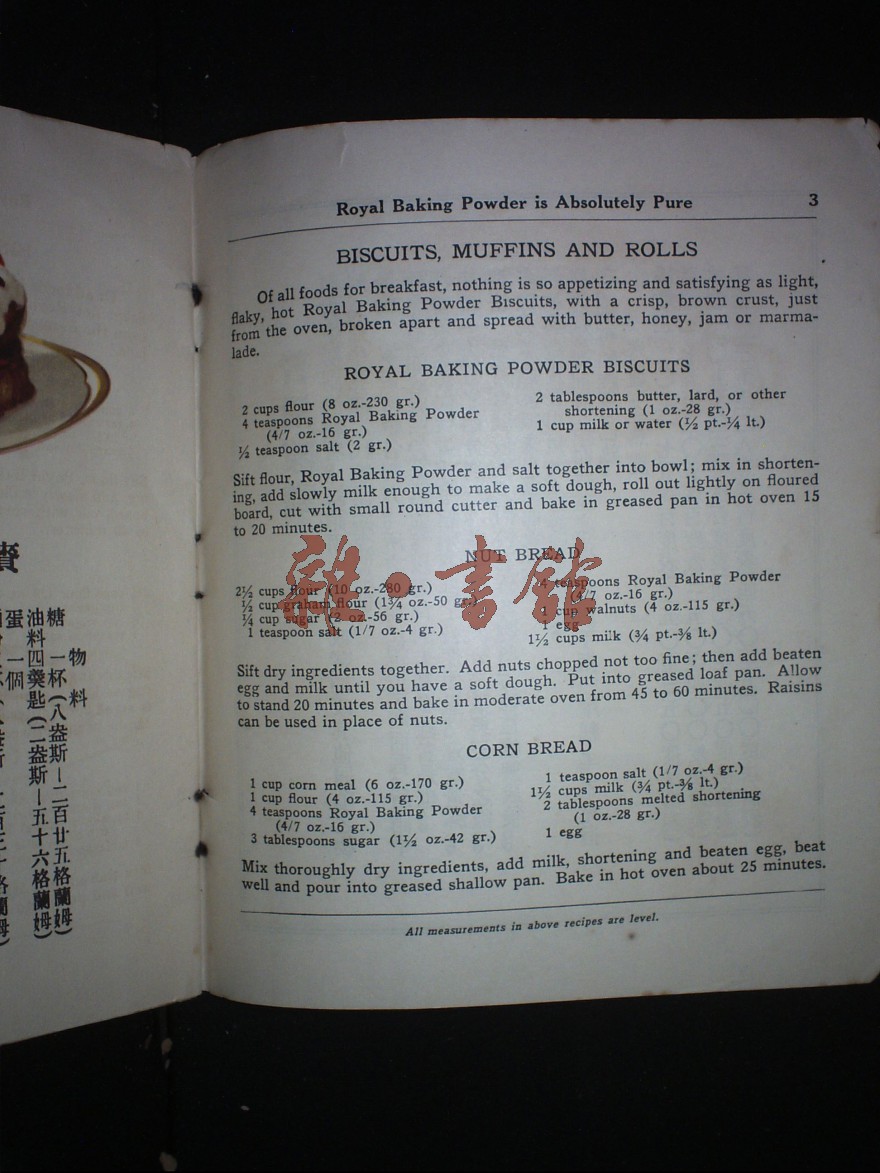 Royal Baking Powder is Absolutely Pure 3
BISCUITS, MUFFINS AND ROLLS
Of all foods for breakfast, nothing is so appetizing and satisfying as light,
flaky, hot Royal Baking Powder Biscuits, with a crisp, brown crust, just
from the oven, broken apart and spread with butter, honey, jam or marma-
lade.
ROYAL BAKING POWDER BISCUITS
2 cups flour (8 oz.-230 gr.)
4 teaspoons Royal Baking Powder
(4/7 oz.-16 gr.)
½ teaspoon salt (2 gr.)
2 tablespoons butter, lard, or other
shortening (1 oz.-28 gr.)
1 cup milk or water (½ pt.-¼ lt.)
Sift flour, Royal Baking Powder and salt together into bowl; mix in shorten-
ing, add slowly milk enough to make a soft dough, roll out lightly on floured
board, cut with small round cutter and bake in greased pan in hot oven 15
to 20 minutes.
NUT BREAD
2½ cups flour (10 oz.-280 gr.)
½ cup graham flour (1¾ oz.-50 gr.)
¼ cup sugar (2 oz.-56 gr.)
1 teaspoon salt (1/7 oz.-4 gr.)
4 teaspoons Royal Baking Powder
(4/7 oz.-16 gr.)
1 cup walnuts (4 oz.-115 gr.)
1 egg
1½ cups milk (¾ pt.-⅜ lt.)
Sift dry ingredients together. Add nuts chopped not too fine; then add beaten
egg and milk until you have a soft dough. Put into greased loaf pan. Allow
to stand 20 minutes and bake in moderate oven from 45 to 60 minutes. Raisins
can be used in place of nuts.
CORN BREAD
1 cup corn meal (6 oz.-170 gr.)
1 cup flour (4 oz.-115 gr.)
4 teaspoons Royal Baking Powder
(4/7 oz.-16 gr.)
3 tablespoons sugar (1½ oz.-42 gr.)
1 teaspoon salt (1/7 oz.-4 gr.)
1½ cups milk (¾ pt.-⅜ lt.)
2 tablespoons melted shortening
(1 oz.-28 gr.)
1 egg
Mix thoroughly dry ingredients, add milk, shortening and beaten egg, beat
well and pour into greased shallow pan. Bake in hot oven about 25 minutes.
All measurements in above recipes are level.
物料
糖 一杯(八盎斯—二百廿五格蘭姆)
油料四羹匙(二盎斯—五十六格蘭姆)
蛋 一個
雜·書館